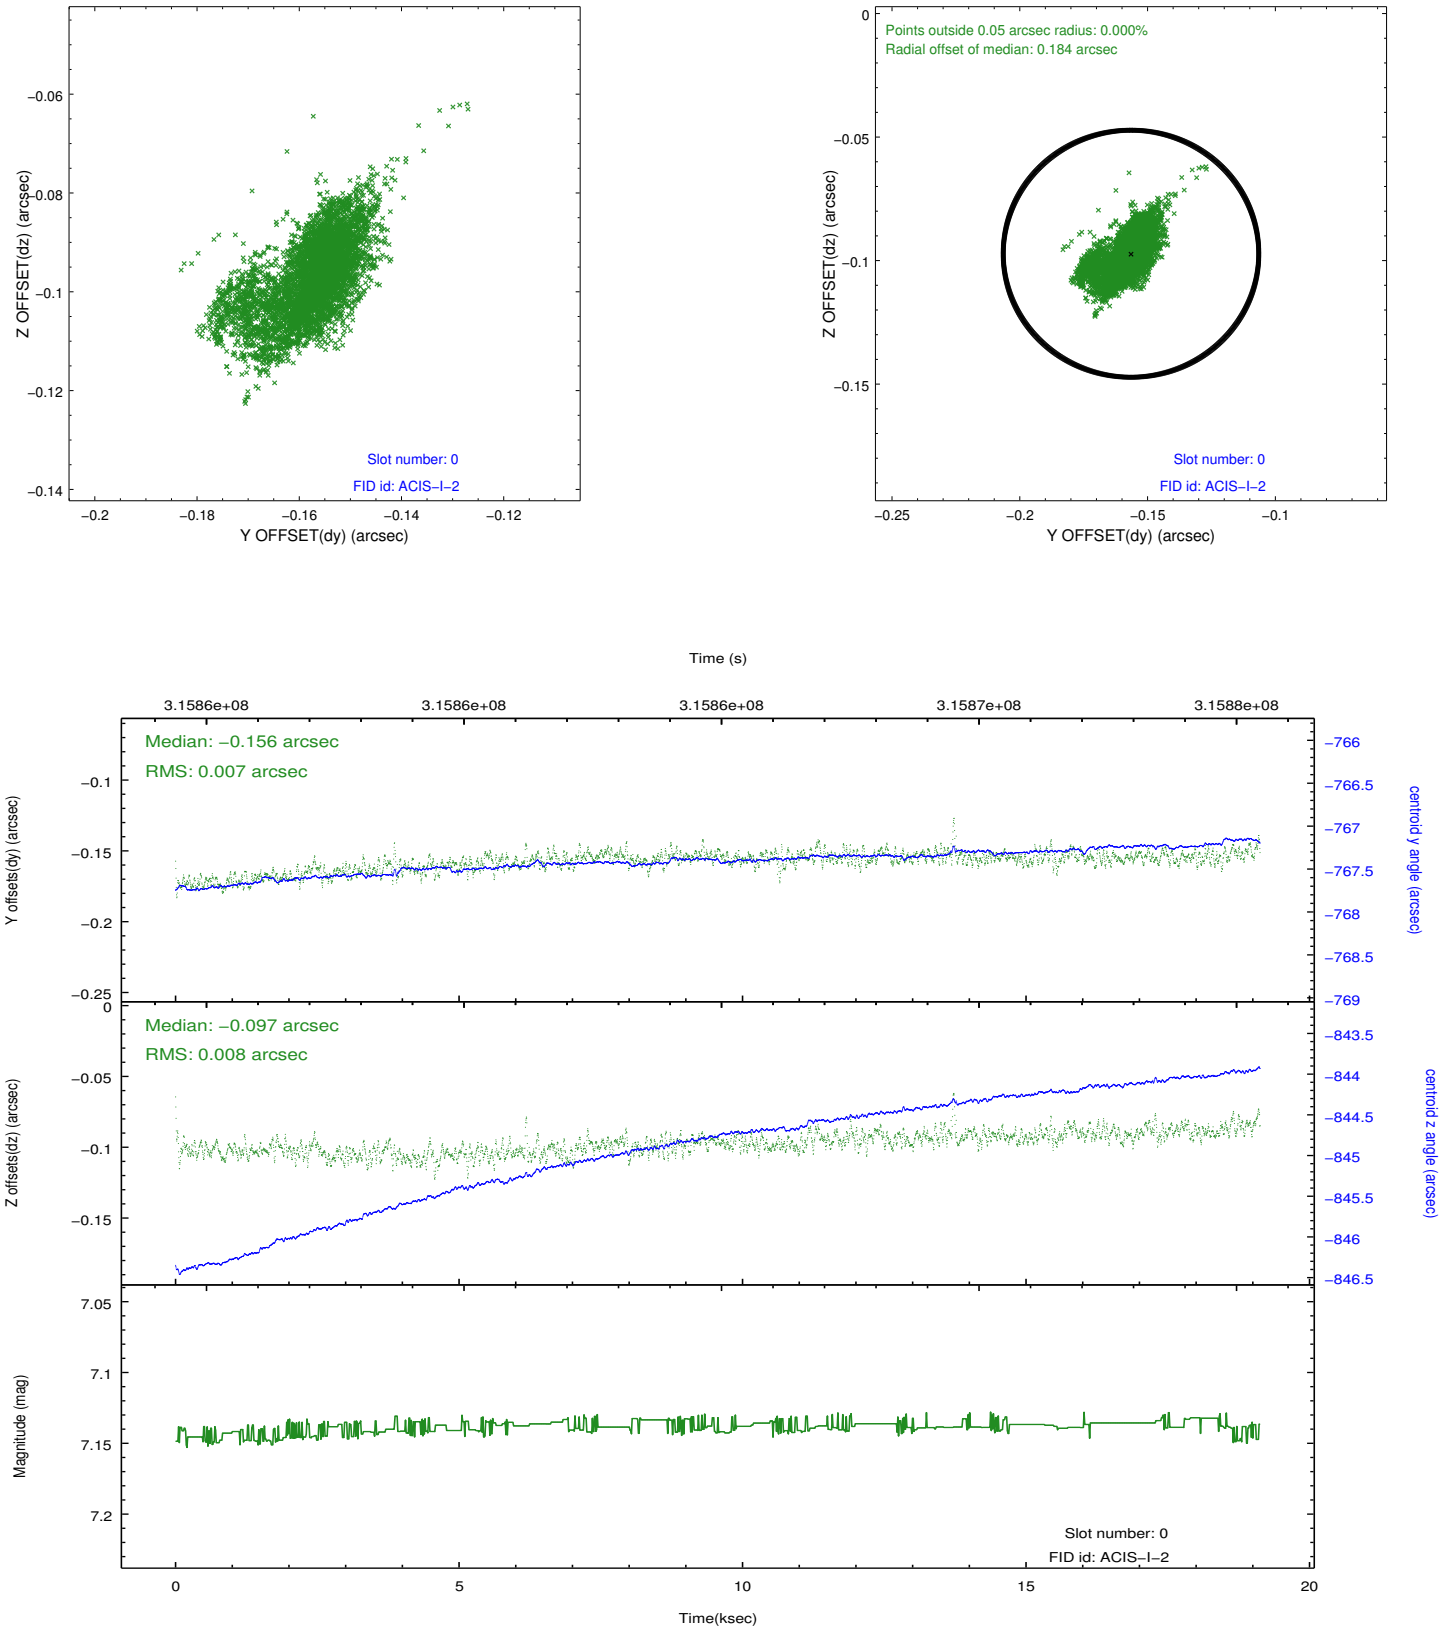 −0.06
−0.08
−0.1
−0.12
−0.14
Z OFFSET(dz) (arcsec)
Slot number: 0
FID id: ACIS−I−2
−0.2
−0.18
−0.16
−0.14
−0.12
Y OFFSET(dy) (arcsec)
Points outside 0.05 arcsec radius: 0.000%
Radial offset of median: 0.184 arcsec
0
−0.05
−0.1
−0.15
Z OFFSET(dz) (arcsec)
Slot number: 0
FID id: ACIS−I−2
−0.25
−0.2
−0.15
−0.1
Y OFFSET(dy) (arcsec)
Time (s)
3.1586e+08
3.1586e+08
3.1586e+08
3.1587e+08
3.1588e+08
Median: −0.156 arcsec
RMS: 0.007 arcsec
−0.1
−0.15
−0.2
−0.25
Y offsets(dy) (arcsec)
−766
−766.5
−767
−767.5
−768
−768.5
−769
centroid y angle (arcsec)
Median: −0.097 arcsec
RMS: 0.008 arcsec
0
−0.05
−0.1
−0.15
Z offsets(dz) (arcsec)
−843.5
−844
−844.5
−845
−845.5
−846
−846.5
centroid z angle (arcsec)
7.05
7.1
7.15
7.2
Magnitude (mag)
Slot number: 0
FID id: ACIS−I−2
0
5
10
15
20
Time(ksec)